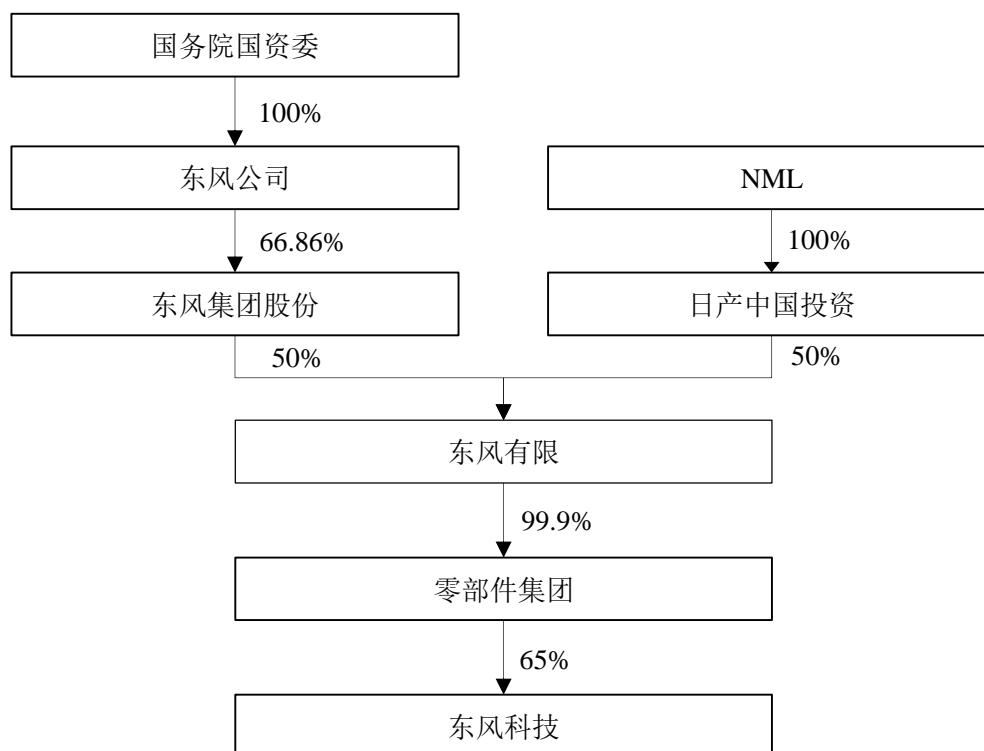 国务院国资委
100%
东风公司
NML
66.86%
100%
东风集团股份
日产中国投资
50%
50%
东风有限
99.9%
零部件集团
65%
东风科技